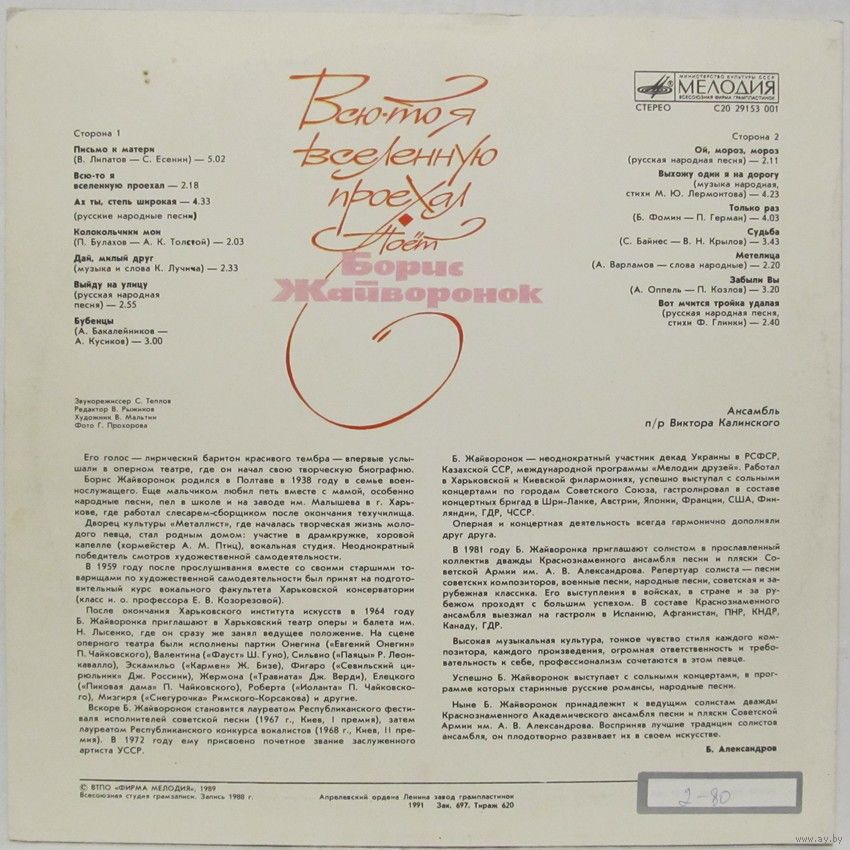 Всю-то я
вселенную
проехал
Поёт
Борис
Жайворонок
МИНИСТЕРСТВО КУЛЬТУРЫ СССР
МЕЛОДИЯ
ВСЕСОЮЗНАЯ ФИРМА ГРАМПЛАСТИНОК
СТЕРЕО С20 29153 001
Сторона 1
Письмо к матери
(В. Липатов — С. Есенин) — 5.02
Всю-то я
вселенную проехал — 2.18
Ах ты, степь широкая — 4.33
(русские народные песни)
Колокольчики мои
(П. Булахов — А. К. Толстой) — 2.03
Дай, милый друг
(музыка и слова К. Лучича) — 2.33
Выйду на улицу
(русская народная
песня) — 2.55
Бубенцы
(А. Бакалейников —
А. Кусиков) — 3.00
Сторона 2
Ой, мороз, мороз
(русская народная песня) — 2.11
Выхожу один я на дорогу
(музыка народная,
стихи М. Ю. Лермонтова) — 4.23
Только раз
(Б. Фомин — П. Герман) — 4.03
Судьба
(С. Байнес — В. Н. Крылов) — 3.43
Метелица
(А. Варламов — слова народные) — 2.20
Забыли Вы
(А. Оппель — П. Козлов) — 3.20
Вот мчится тройка удалая
(русская народная песня,
стихи Ф. Глинки) — 2.40
Звукорежиссер С. Теплов
Редактор В. Рыжиков
Художник В. Мальгин
Фото Г. Прохорова
Ансамбль
п/р Виктора Калинского
Его голос — лирический баритон красивого тембра — впервые услы-
шали в оперном театре, где он начал свою творческую биографию.
Борис Жайворонок родился в Полтаве в 1938 году в семье воен-
нослужащего. Еще мальчиком любил петь вместе с мамой, особенно
народные песни, пел в школе и на заводе им. Малышева в г. Харь-
кове, где работал слесарем-сборщиком после окончания техучилища.
Дворец культуры «Металлист», где началась творческая жизнь моло-
дого певца, стал родным домом: участие в драмкружке, хоровой
капелле (хормейстер А. М. Птиц), вокальная студия. Неоднократный
победитель смотров художественной самодеятельности.
В 1959 году после прослушивания вместе со своими старшими то-
варищами по художественной самодеятельности был принят на подгото-
вительный курс вокального факультета Харьковской консерватории
(класс и. о. профессора Е. В. Козорезовой).
После окончания Харьковского института искусств в 1964 году
Б. Жайворонка приглашают в Харьковский театр оперы и балета им.
Н. Лысенко, где он сразу же занял ведущее положение. На сцене
оперного театра были исполнены партии Онегина («Евгений Онегин»
П. Чайковского), Валентина («Фауст» Ш. Гуно), Сильвио («Паяцы» Р. Леон-
кавалло), Эскамильо («Кармен» Ж. Бизе), Фигаро («Севильский ци-
рюльник» Дж. Россини), Жермона («Травиата» Дж. Верди), Елецкого
(«Пиковая дама» П. Чайковского), Роберта («Иоланта» П. Чайковско-
го), Мизгиря («Снегурочка» Римского-Корсакова) и другие.
Вскоре Б. Жайворонок становится лауреатом Республиканского фести-
валя исполнителей советской песни (1967 г., Киев, I премия), затем
лауреатом Республиканского конкурса вокалистов (1968 г., Киев, II пре-
мия). В 1972 году ему присвоено почетное звание заслуженного
артиста УССР.
Б. Жайворонок — неоднократный участник декад Украины в РСФСР,
Казахской ССР, международной программы «Мелодии друзей». Работал
в Харьковской и Киевской филармониях, успешно выступал с сольными
концертами по городам Советского Союза, гастролировал в составе
концертных бригад в Шри-Ланке, Австрии, Японии, Франции, США, Фин-
ляндии, ГДР, ЧССР.
Оперная и концертная деятельность всегда гармонично дополняли
друг друга.
В 1981 году Б. Жайворонка приглашают солистом в прославленный
коллектив дважды Краснознаменного ансамбля песни и пляски Со-
ветской Армии им. А. В. Александрова. Репертуар солиста — песни
советских композиторов, военные песни, народные песни, советская и за-
рубежная классика. Его выступления в войсках, в стране и за ру-
бежом проходят с большим успехом. В составе Краснознаменного
ансамбля выезжал на гастроли в Испанию, Афганистан, ПНР, КНДР,
Канаду, ГДР.
Высокая музыкальная культура, тонкое чувство стиля каждого ком-
позитора, каждого произведения, огромная ответственность и требо-
вательность к себе, профессионализм сочетаются в этом певце.
Успешно Б. Жайворонок выступает с сольными концертами, в про-
грамме которых старинные русские романсы, народные песни.
Ныне Б. Жайворонок принадлежит к ведущим солистам дважды
Краснознаменного Академического ансамбля песни и пляски Советской
Армии им. А. В. Александрова. Восприняв лучшие традиции солистов
ансамбля, он плодотворно развивает их в своем искусстве.
Б. Александров
© ВТПО «ФИРМА МЕЛОДИЯ», 1989
Всесоюзная студия грамзаписи. Запись 1988 г.
Апрелевский ордена Ленина завод грампластинок
1991 Зак. 697. Тираж 620
2-80
www.ay.by